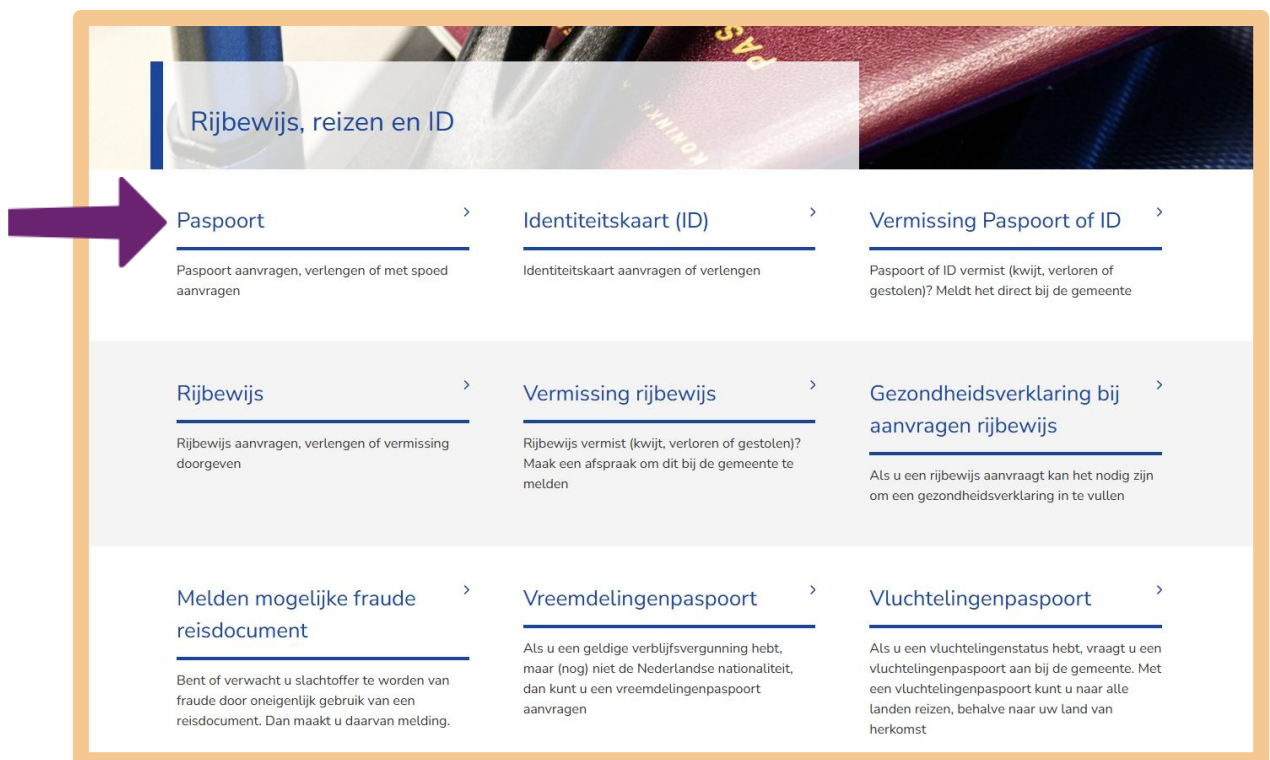 PAS
KONINK
Rijbewijs, reizen en ID
Paspoort
Paspoort aanvragen, verlengen of met spoed
aanvragen
Identiteitskaart (ID)
Identiteitskaart aanvragen of verlengen
Vermissing Paspoort of ID
Paspoort of ID vermist (kwijt, verloren of
gestolen)? Meldt het direct bij de gemeente
Rijbewijs
Rijbewijs aanvragen, verlengen of vermissing
doorgeven
Vermissing rijbewijs
Rijbewijs vermist (kwijt, verloren of gestolen)?
Maak een afspraak om dit bij de gemeente te
melden
Gezondheidsverklaring bij
aanvragen rijbewijs
Als u een rijbewijs aanvraagt kan het nodig zijn
om een gezondheidsverklaring in te vullen
Melden mogelijke fraude
reisdocument
Bent of verwacht u slachtoffer te worden van
fraude door oneigenlijk gebruik van een
reisdocument. Dan maakt u daarvan melding.
Vreemdelingenpaspoort
Als u een geldige verblijfsvergunning hebt,
maar (nog) niet de Nederlandse nationaliteit,
dan kunt u een vreemdelingenpaspoort
aanvragen
Vluchtelingenpaspoort
Als u een vluchtelingenstatus hebt, vraagt u een
vluchtelingenpaspoort aan bij de gemeente. Met
een vluchtelingenpaspoort kunt u naar alle
landen reizen, behalve naar uw land van
herkomst